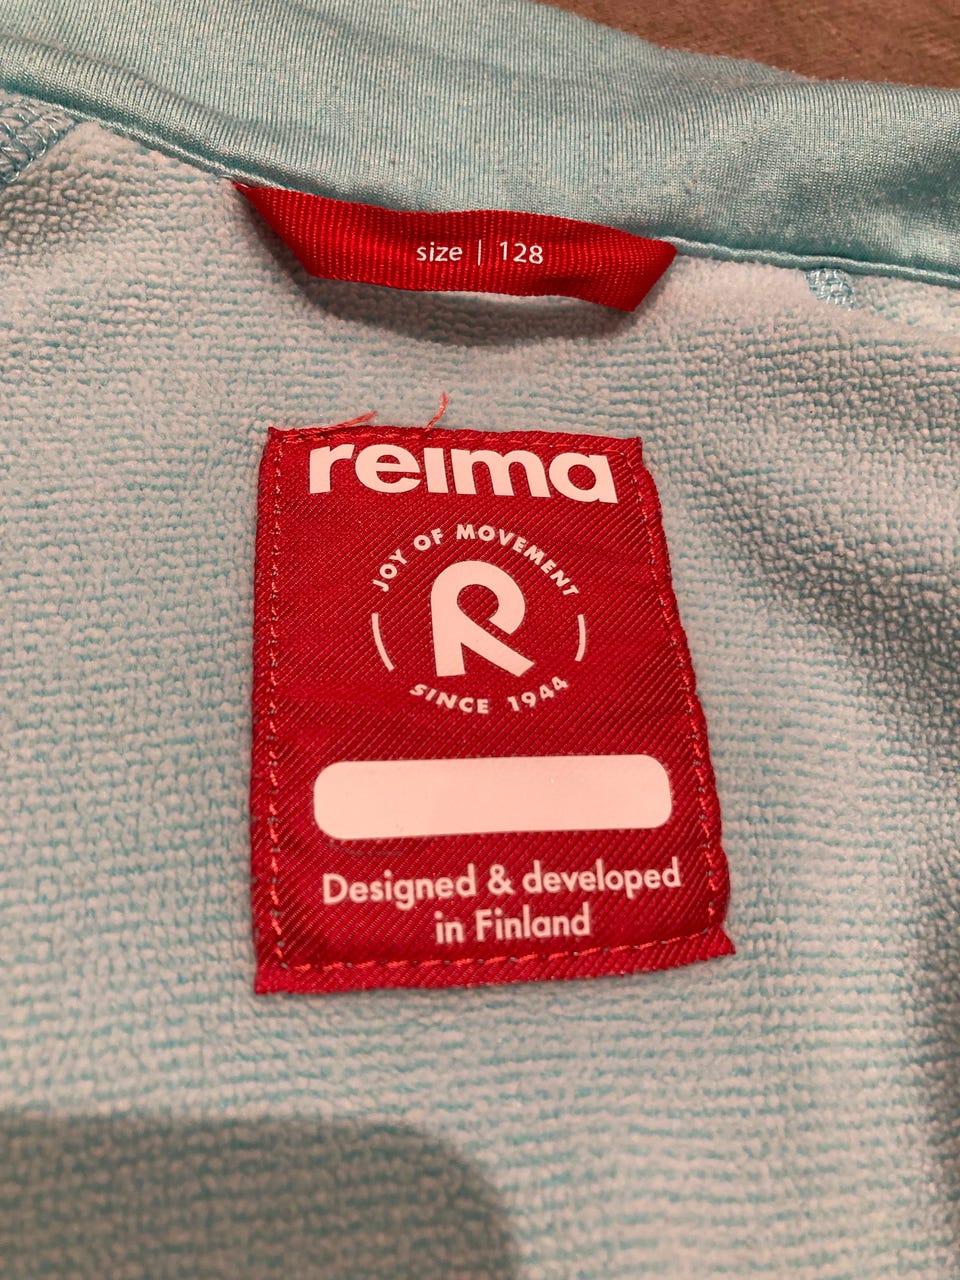 size | 128
reima
JOY OF MOVEMENT
R
SINCE 1944
Designed & developed
in Finland